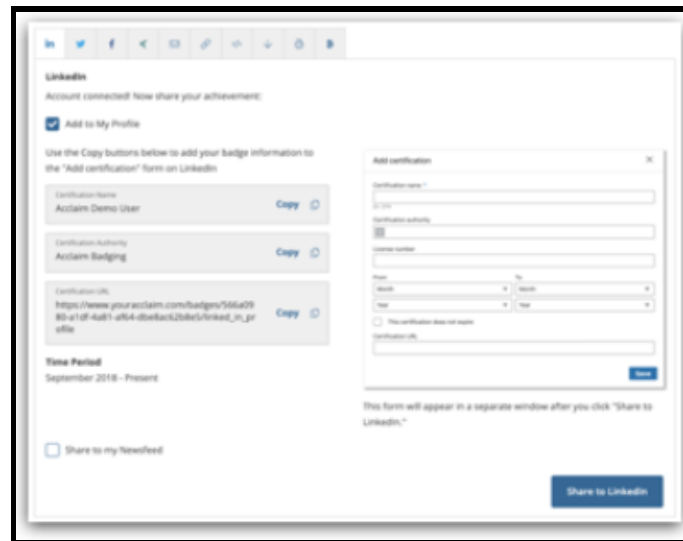 in
LinkedIn
Account connected! Now share your achievement:
Add to My Profile
Use the Copy buttons below to add your badge information to
the "Add certification" form on LinkedIn
Certification Name
Acclaim Demo User
Copy
Certification Authority
Acclaim Badging
Copy
Certification URL
https://www.youracclaim.com/badges/566a09
80-a1df-4a81-af64-dbe8ac62b8e5/linked_in_pr
ofile
Copy
Time Period
September 2018 - Present
Share to my Newsfeed
Add certification
Certification name *
Certification authority
License number
From
To
Month
Month
Year
Year
This certification does not expire
Certification URL
Save
This form will appear in a separate window after you click "Share to
LinkedIn."
Share to LinkedIn